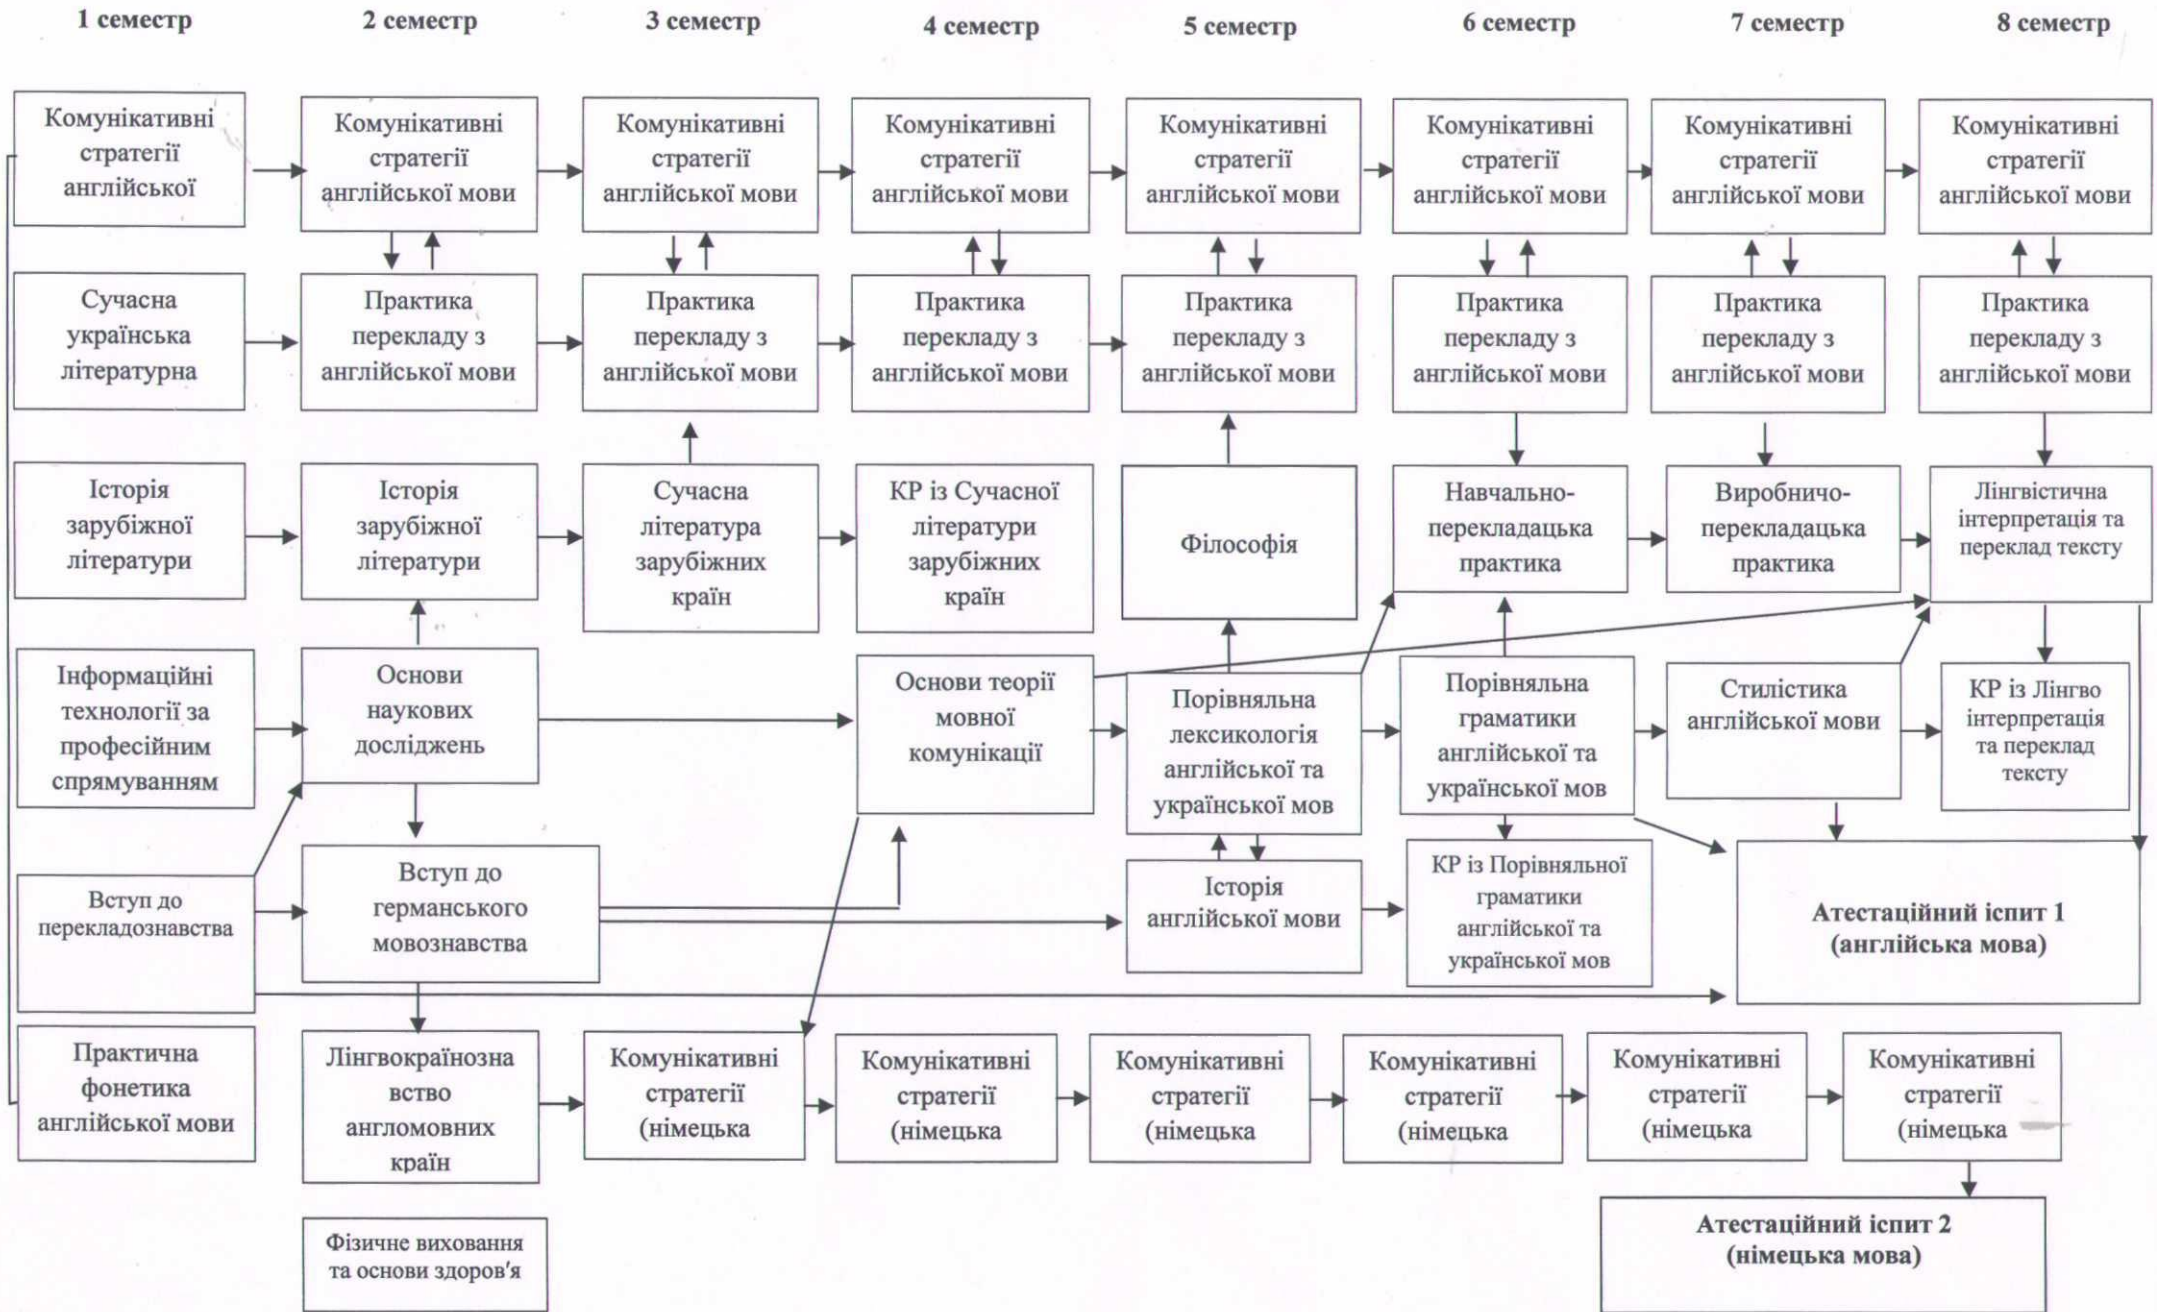 1 семестр
2 семестр
3 семестр
4 семестр
5 семестр
6 семестр
7 семестр
8 семестр
Комунікативні
стратегії
англійської
Комунікативні
стратегії
англійської мови
Комунікативні
стратегії
англійської мови
Комунікативні
стратегії
англійської мови
Комунікативні
стратегії
англійської мови
Комунікативні
стратегії
англійської мови
Комунікативні
стратегії
англійської мови
Комунікативні
стратегії
англійської мови
Сучасна
українська
літературна
Практика
перекладу з
англійської мови
Практика
перекладу з
англійської мови
Практика
перекладу з
англійської мови
Практика
перекладу з
англійської мови
Практика
перекладу з
англійської мови
Практика
перекладу з
англійської мови
Практика
перекладу з
англійської мови
Історія
зарубіжної
літератури
Історія
зарубіжної
літератури
Сучасна
література
зарубіжних
країн
КР із Сучасної
літератури
зарубіжних
країн
Філософія
Навчально-
перекладацька
практика
Виробничо-
перекладацька
практика
Лінгвістична
інтерпретація та
переклад тексту
Інформаційні
технології за
професійним
спрямуванням
Основи
наукових
досліджень
Основи теорії
мовної
комунікації
Порівняльна
лексикологія
англійської та
української мов
Порівняльна
граматики
англійської та
української мов
Стилістика
англійської мови
КР із Лінгво
інтерпретація
та переклад
тексту
Вступ до
перекладознавства
Вступ до
германського
мовознавства
Історія
англійської мови
КР із Порівняльної
граматики
англійської та
української мов
Атестаційний іспит 1
(англійська мова)
Практична
фонетика
англійської мови
Лінгвокраїнозна
вство
англомовних
країн
Комунікативні
стратегії
(німецька
Комунікативні
стратегії
(німецька
Комунікативні
стратегії
(німецька
Комунікативні
стратегії
(німецька
Комунікативні
стратегії
(німецька
Комунікативні
стратегії
(німецька
Фізичне виховання
та основи здоров'я
Атестаційний іспит 2
(німецька мова)